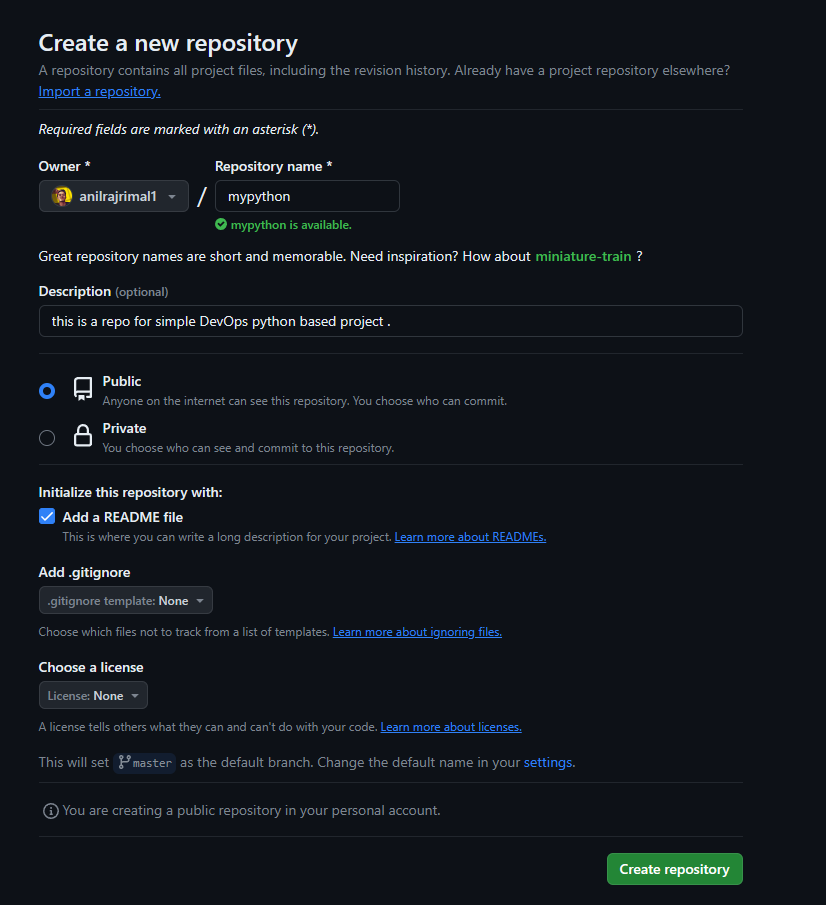 Create a new repository
A repository contains all project files, including the revision history. Already have a project repository elsewhere?
Import a repository.
Required fields are marked with an asterisk (*).
Owner * Repository name *
anilrajrimal1 / mypython
mypython is available.
Great repository names are short and memorable. Need inspiration? How about miniature-train ?
Description (optional)
this is a repo for simple DevOps python based project .
Public
Anyone on the internet can see this repository. You choose who can commit.
Private
You choose who can see and commit to this repository.
Initialize this repository with:
Add a README file
This is where you can write a long description for your project. Learn more about READMEs.
Add .gitignore
.gitignore template: None
Choose which files not to track from a list of templates. Learn more about ignoring files.
Choose a license
License: None
A license tells others what they can and can't do with your code. Learn more about licenses.
This will set master as the default branch. Change the default name in your settings.
You are creating a public repository in your personal account.
Create repository